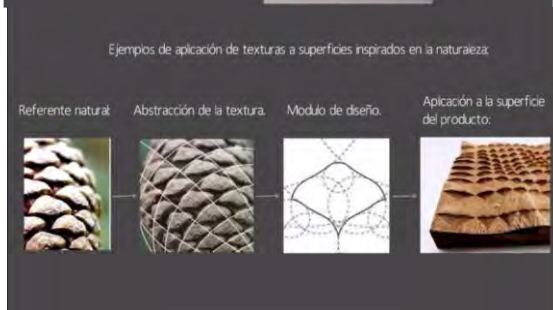 Ejemplos de aplicación de texturas a superficies inspirados en la naturaleza:
Referente natural:
Abstracción de la textura.
Modulo de diseño.
Aplicación a la superficie
del producto: